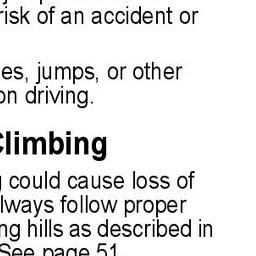 risk of an accident or
es, jumps, or other
on driving.
Climbing
g could cause loss of
lways follow proper
ng hills as described in
See page 51.